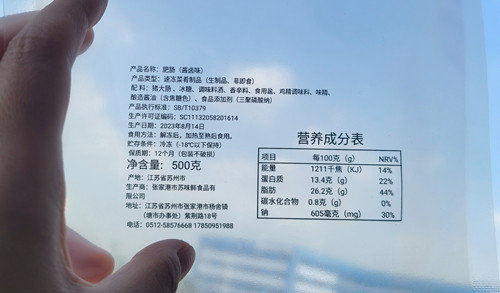 产品名称：肥肠（酱卤味）
产品类型：速冻菜肴制品（生制品、非即食）
配 料：猪大肠、冰糖、调味料酒、香辛料、食用盐、鸡精调味料、味精、
酿造酱油（含焦糖色）、食品添加剂（三聚磷酸钠）
产品执行标准：SB/T10379
生产许可证编码：SC11132058201614
生产日期：2023年8月14日
食用方法：解冻后，加热至熟后食用。
贮存条件：冷冻（-18℃以下保持）
保质期：12个月（包装不破损）
净含量：500克
产地：江苏省苏州市
生产商：张家港市苏味鲜食品有
限公司
地址：江苏省苏州市张家港市杨舍镇
（塘市办事处）紫荆路18号
电话：0512-58576668 17850951988
营养成分表
项目 每100克（g） NRV%
能量 1211千焦（KJ） 14%
蛋白质 13.4克（g） 22%
脂肪 26.2克（g） 44%
碳水化合物 0.8克（g） 0%
钠 605毫克（mg） 30%